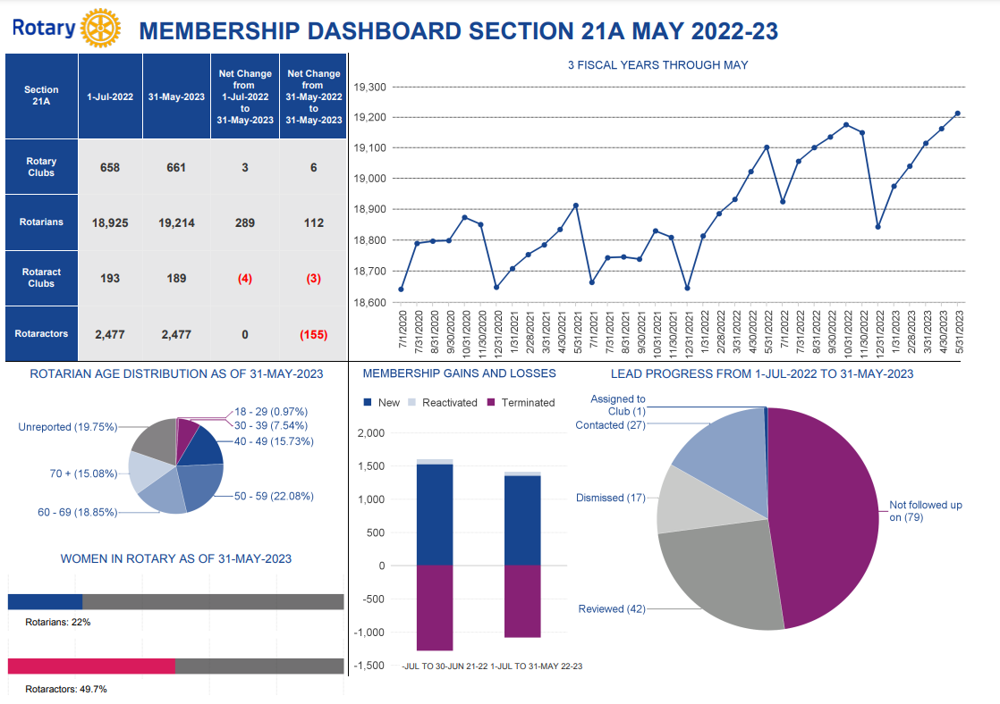 Rotary
MEMBERSHIP DASHBOARD SECTION 21A MAY 2022-23
Section
21A
1-Jul-2022
31-May-2023
Net Change
from
1-Jul-2022
to
31-May-2023
Net Change
from
31-May-2022
to
31-May-2023
Rotary
Clubs
658
661
3
6
Rotarians
18,925
19,214
289
112
Rotaract
Clubs
193
189
(4)
(3)
Rotaractors
2,477
2,477
0
(155)
3 FISCAL YEARS THROUGH MAY
19,300
19,200
19,100
19,000
18,900
18,800
18,700
18,600
7/1/2020
7/31/2020
8/31/2020
9/30/2020
10/31/2020
11/30/2020
12/31/2020
1/31/2021
2/28/2021
3/31/2021
4/30/2021
5/31/2021
7/1/2021
7/31/2021
8/31/2021
9/30/2021
10/31/2021
11/30/2021
12/31/2021
1/31/2022
2/28/2022
3/31/2022
4/30/2022
5/31/2022
7/1/2022
7/31/2022
8/31/2022
9/30/2022
10/31/2022
11/30/2022
12/31/2022
1/31/2023
2/28/2023
3/31/2023
4/30/2023
5/31/2023
ROTARIAN AGE DISTRIBUTION AS OF 31-MAY-2023
18 - 29 (0.97%)
30 - 39 (7.54%)
40 - 49 (15.73%)
50 - 59 (22.08%)
60 - 69 (18.85%)
70 + (15.08%)
Unreported (19.75%)
WOMEN IN ROTARY AS OF 31-MAY-2023
Rotarians: 22%
Rotaractors: 49.7%
MEMBERSHIP GAINS AND LOSSES
New
Reactivated
Terminated
2,000
1,500
1,000
500
0
-500
-1,000
-1,500
-JUL TO 30-JUN 21-22
1-JUL TO 31-MAY 22-23
LEAD PROGRESS FROM 1-JUL-2022 TO 31-MAY-2023
Assigned to
Club (1)
Contacted (27)
Dismissed (17)
Reviewed (42)
Not followed up
on (79)